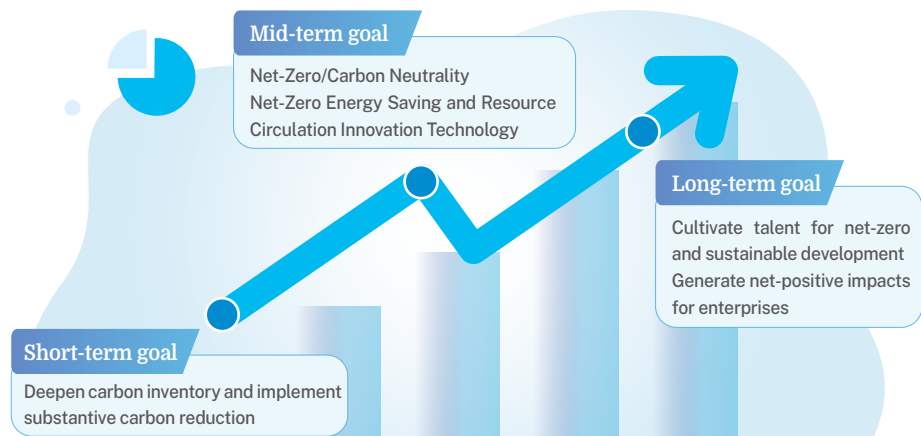 Mid-term goal
Net-Zero/Carbon Neutrality
Net-Zero Energy Saving and Resource
Circulation Innovation Technology
Long-term goal
Cultivate talent for net-zero
and sustainable development
Generate net-positive impacts
for enterprises
Short-term goal
Deepen carbon inventory and implement
substantive carbon reduction